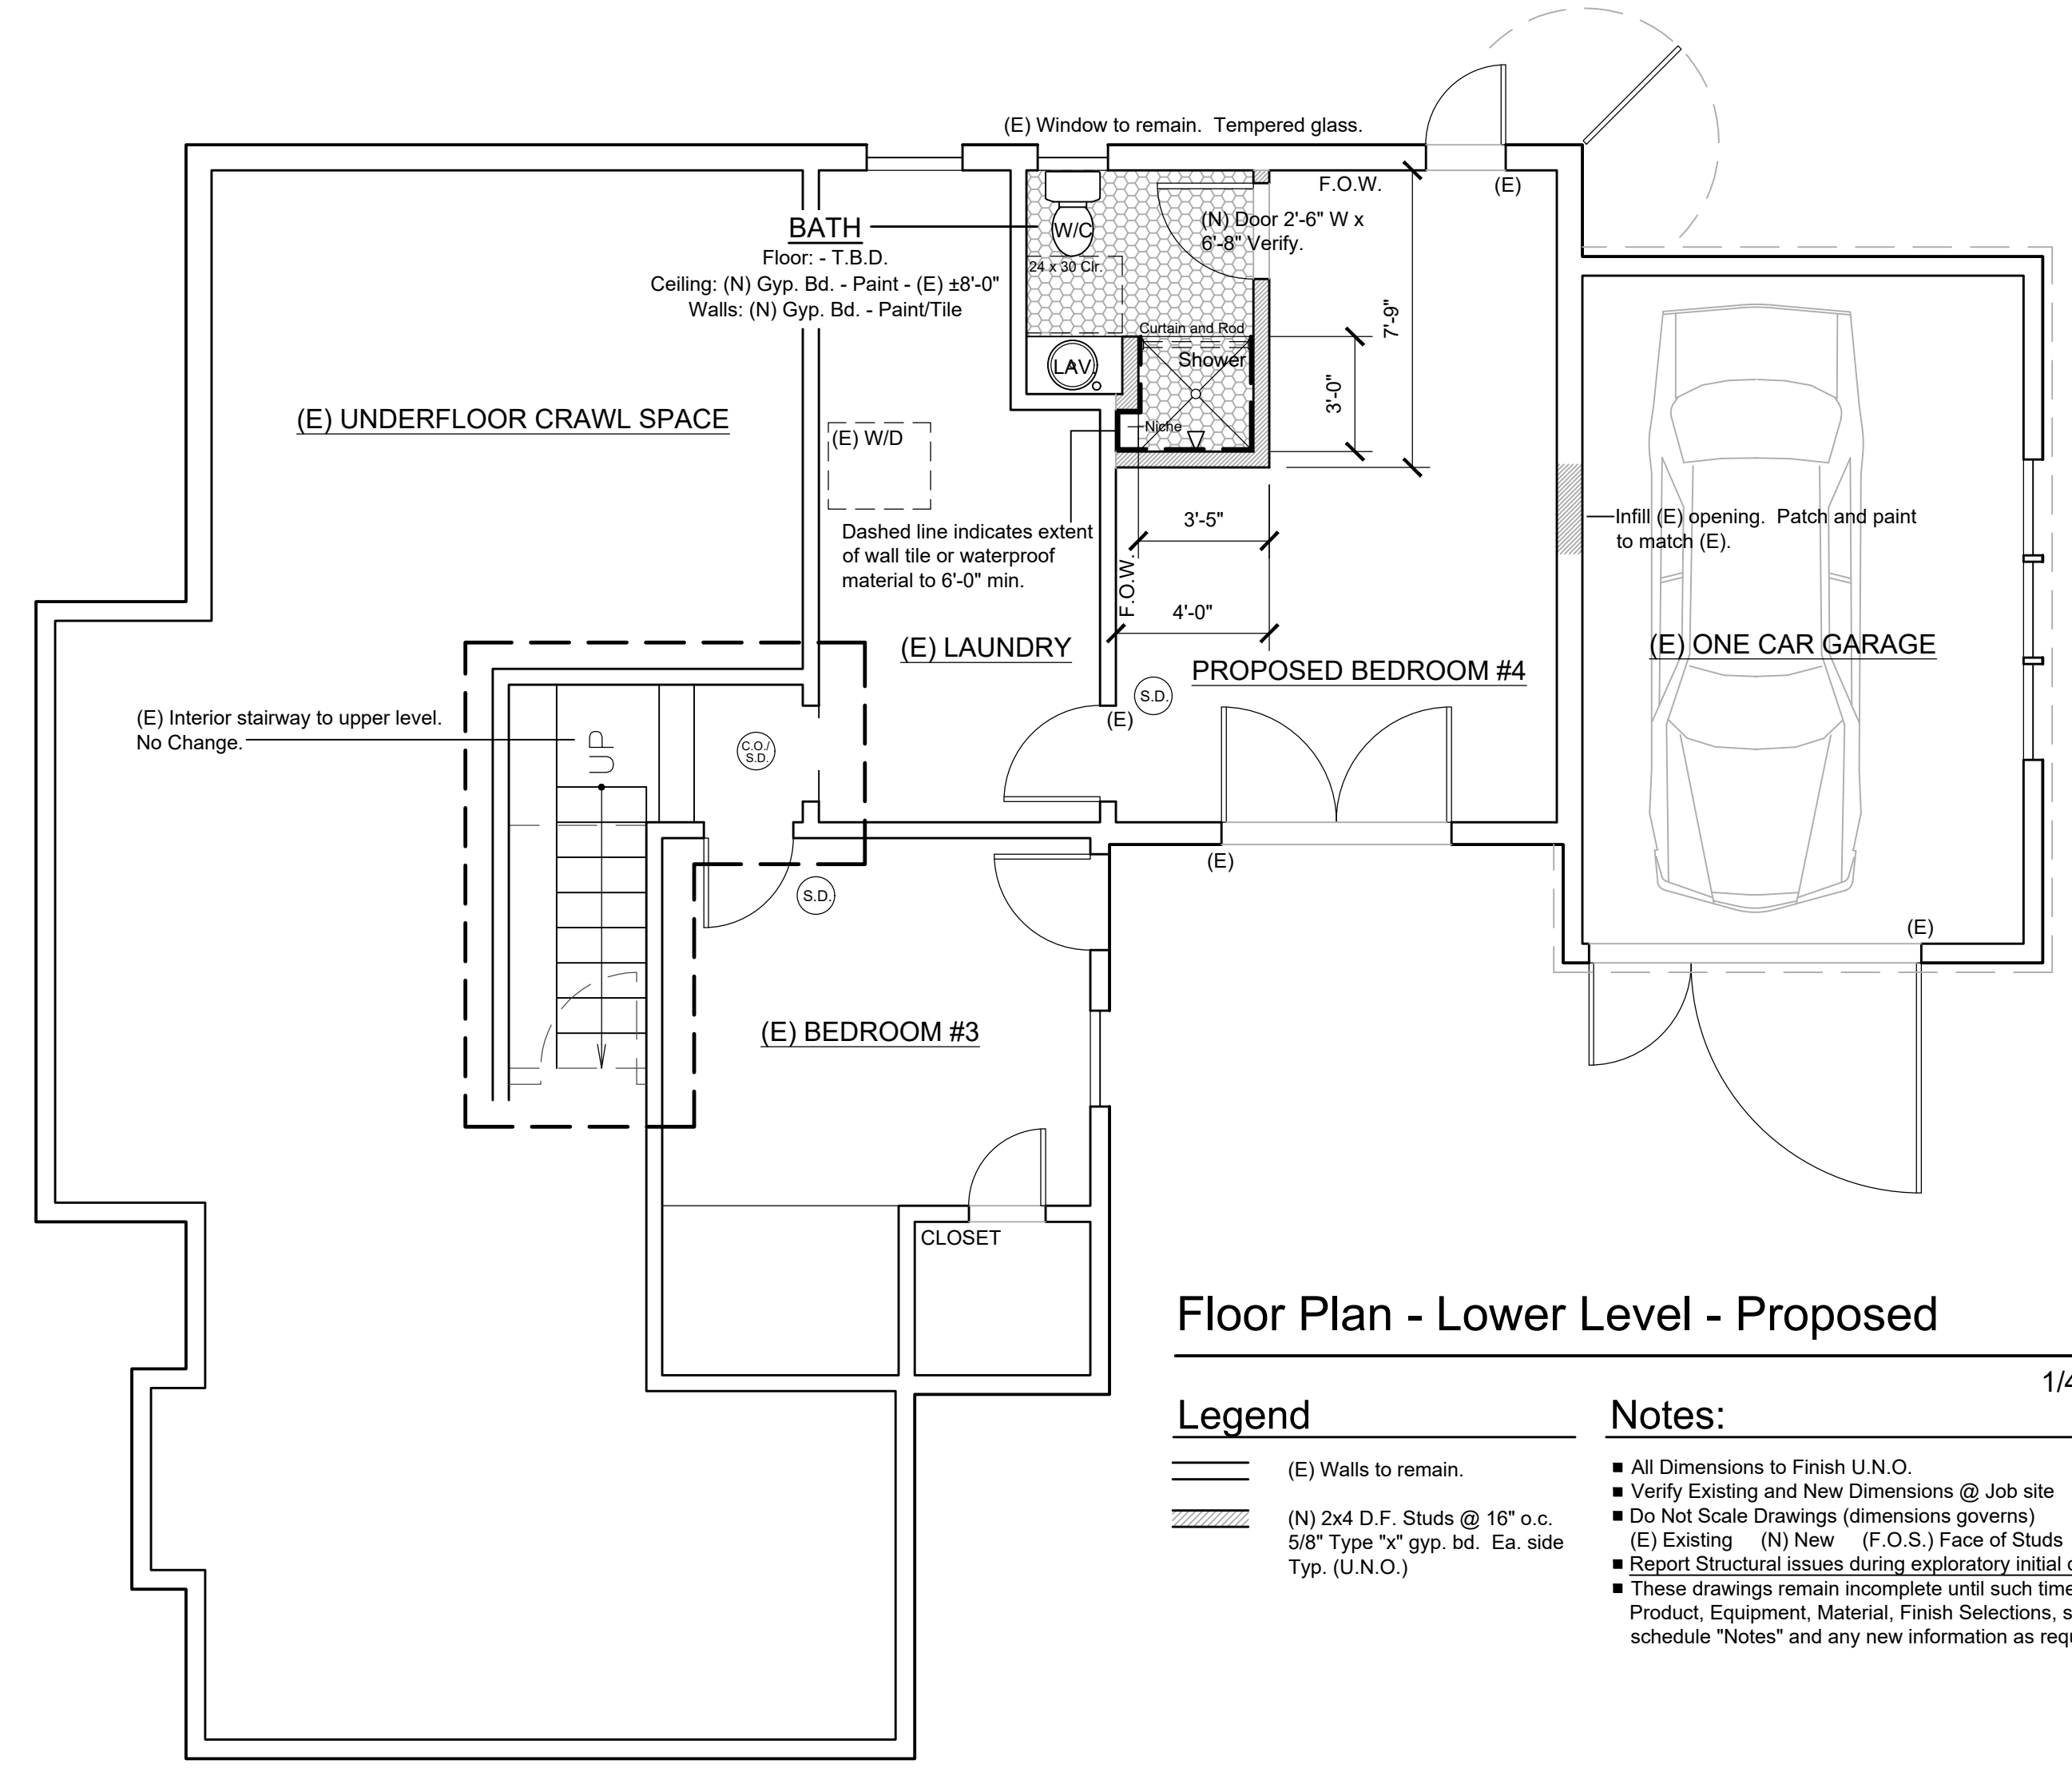 (E) Window to remain.  Tempered glass.
F.O.W.
(E)
BATH
Floor: - T.B.D.
Ceiling: (N) Gyp. Bd. - Paint - (E) ±8'-0"
Walls: (N) Gyp. Bd. - Paint/Tile
W/C
24 x 30 Clr.
(N) Door 2'-6" W x
6'-8" Verify.
7'-9"
Curtain and Rod
Shower
LAV.
3'-0"
Niche
(E) UNDERFLOOR CRAWL SPACE
(E) W/D
Dashed line indicates extent
of wall tile or waterproof
material to 6'-0" min.
3'-5"
F.O.W.
4'-0"
Infill (E) opening.  Patch and paint
to match (E).
(E) LAUNDRY
PROPOSED BEDROOM #4
(E) ONE CAR GARAGE
(E) Interior stairway to upper level.
No Change.
UP
C.O./
S.D.
S.D.
(E)
(E)
S.D.
(E)
(E) BEDROOM #3
CLOSET
Floor Plan - Lower Level - Proposed
1/4
Legend
(E) Walls to remain.
(N) 2x4 D.F. Studs @ 16" o.c.
5/8" Type "x" gyp. bd.  Ea. side
Typ. (U.N.O.)
Notes:
■ All Dimensions to Finish U.N.O.
■ Verify Existing and New Dimensions @ Job site
■ Do Not Scale Drawings (dimensions governs)
(E) Existing     (N) New     (F.O.S.) Face of Studs
■ Report Structural issues during exploratory initial
■ These drawings remain incomplete until such time
Product, Equipment, Material, Finish Selections,
schedule "Notes" and any new information as